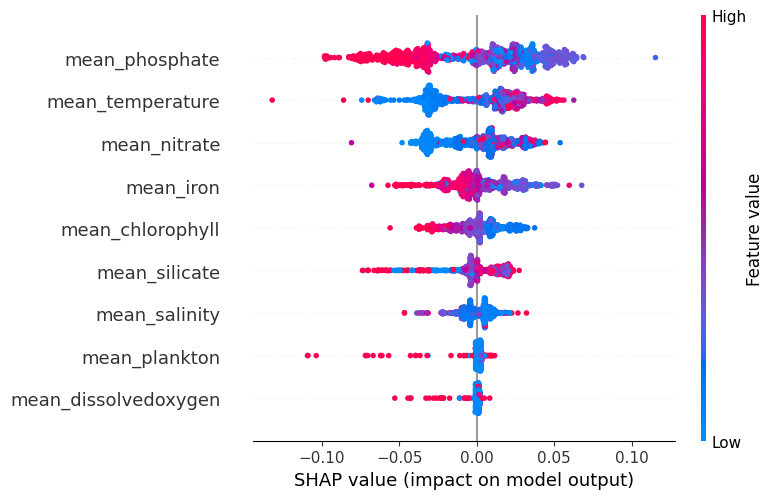 High
mean_phosphate
mean_temperature
mean_nitrate
mean_iron
mean_chlorophyll
mean_silicate
mean_salinity
mean_plankton
mean_dissolvedoxygen
Feature value
Low
−0.10 −0.05 0.00 0.05 0.10
SHAP value (impact on model output)